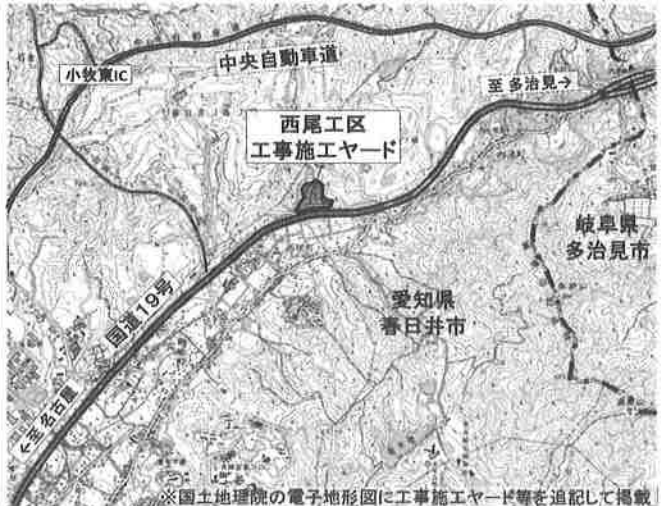 中央自動車道
小牧東IC
至 多治見→
西尾工区
工事施工ヤード
岐阜県
多治見市
国道19号
愛知県
春日井市
←至 名古屋
※国土地理院の電子地形図に工事施工ヤード等を追記して掲載